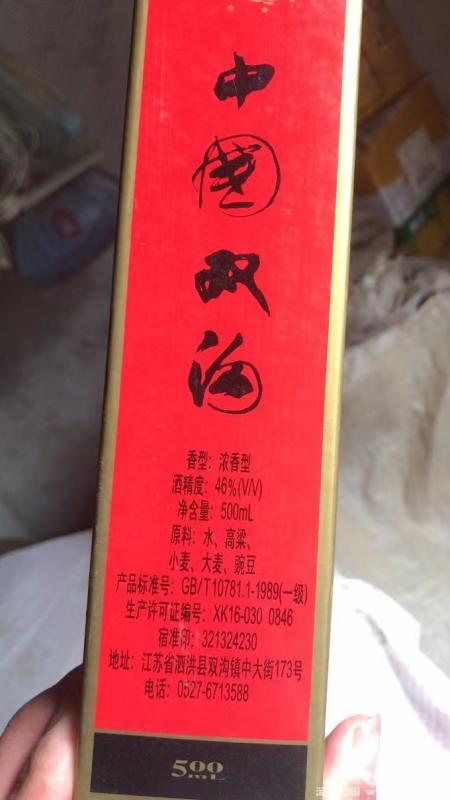 中
国
双
沟
香型：浓香型
酒精度：46%(V/V)
净含量：500mL
原料：水、高粱、
小麦、大麦、豌豆
产品标准号：GB/T10781.1-1989(一级)
生产许可证编号：XK16-030 0846
宿准印：321324230
地址：江苏省泗洪县双沟镇中大街173号
电话：0527-6713588
500
mL